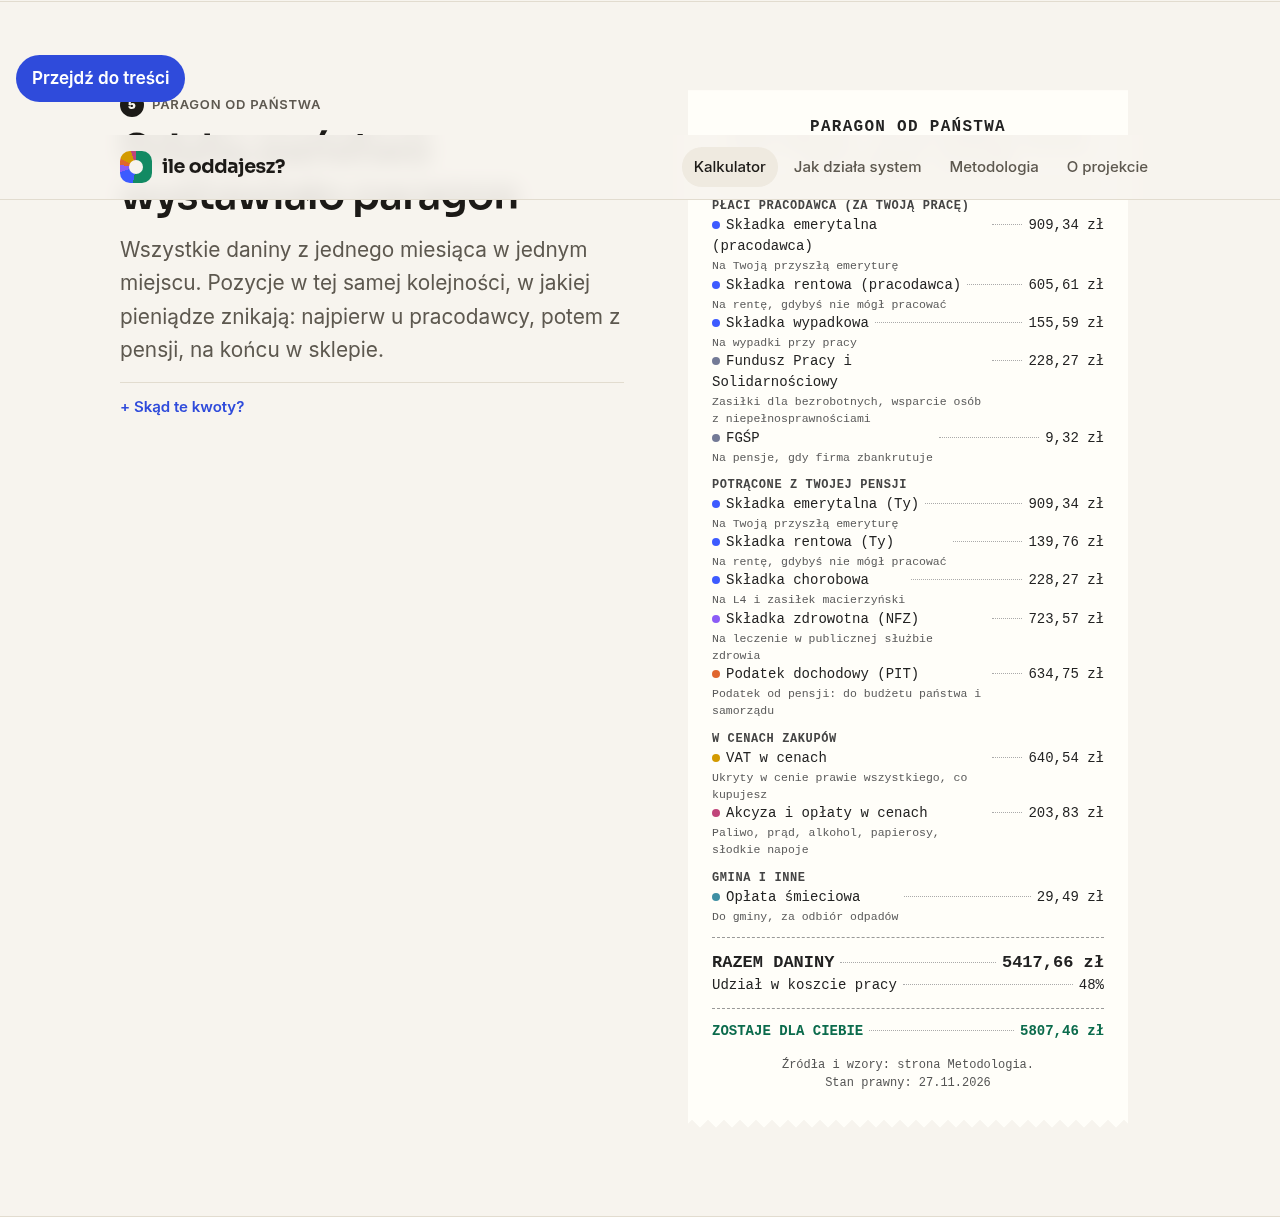 Przejdź do treści
5 PARAGON OD PAŃSTWA
ile oddajesz?
Kalkulator
Jak działa system
Metodologia
O projekcie
wystawiało paragon
Wszystkie daniny z jednego miesiąca w jednym
miejscu. Pozycje w tej samej kolejności, w jakiej
pieniądze znikają: najpierw u pracodawcy, potem z
pensji, na końcu w sklepie.
+ Skąd te kwoty?
PARAGON OD PAŃSTWA
PŁACI PRACODAWCA (ZA TWOJĄ PRACĘ)
Składka emerytalna 909,34 zł
(pracodawca)
Na Twoją przyszłą emeryturę
Składka rentowa (pracodawca) 605,61 zł
Na rentę, gdybyś nie mógł pracować
Składka wypadkowa 155,59 zł
Na wypadki przy pracy
Fundusz Pracy i 228,27 zł
Solidarnościowy
Zasiłki dla bezrobotnych, wsparcie osób
z niepełnosprawnościami
FGŚP 9,32 zł
Na pensje, gdy firma zbankrutuje
POTRĄCONE Z TWOJEJ PENSJI
Składka emerytalna (Ty) 909,34 zł
Na Twoją przyszłą emeryturę
Składka rentowa (Ty) 139,76 zł
Na rentę, gdybyś nie mógł pracować
Składka chorobowa 228,27 zł
Na L4 i zasiłek macierzyński
Składka zdrowotna (NFZ) 723,57 zł
Na leczenie w publicznej służbie
zdrowia
Podatek dochodowy (PIT) 634,75 zł
Podatek od pensji: do budżetu państwa i
samorządu
W CENACH ZAKUPÓW
VAT w cenach 640,54 zł
Ukryty w cenie prawie wszystkiego, co
kupujesz
Akcyza i opłaty w cenach 203,83 zł
Paliwo, prąd, alkohol, papierosy,
słodkie napoje
GMINA I INNE
Opłata śmieciowa 29,49 zł
Do gminy, za odbiór odpadów
RAZEM DANINY 5417,66 zł
Udział w koszcie pracy 48%
ZOSTAJE DLA CIEBIE 5807,46 zł
Źródła i wzory: strona Metodologia.
Stan prawny: 27.11.2026